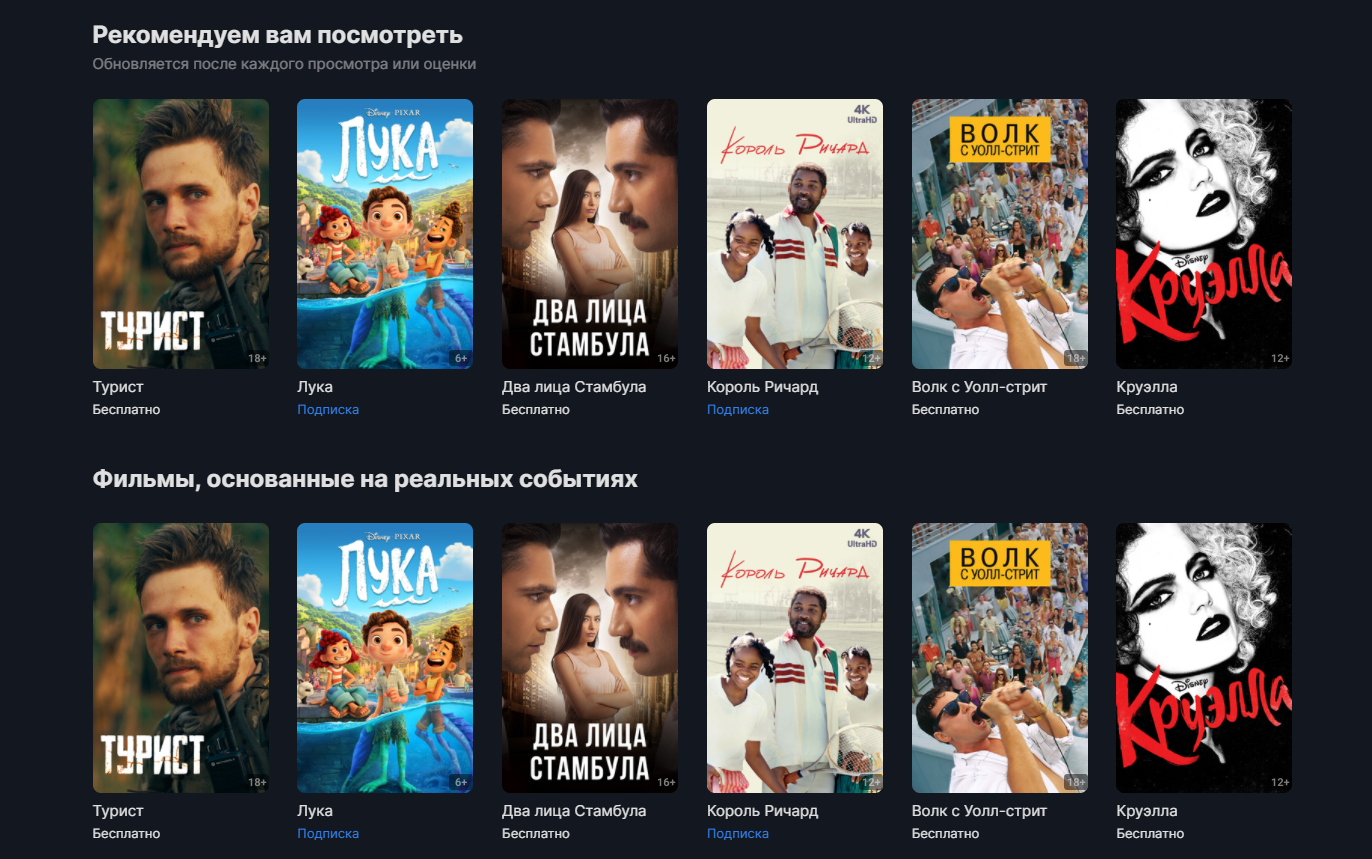 Рекомендуем вам посмотреть
Обновляется после каждого просмотра или оценки
ТУРИСТ
18+
Disney PIXAR
ЛУКА
6+
ДВА ЛИЦА
СТАМБУЛА
16+
4K
UltraHD
Король Ричард
12+
ВОЛК
С УОЛЛ-СТРИТ
18+
Disney
Круэлла
12+
Турист
Лука
Два лица Стамбула
Король Ричард
Волк с Уолл-стрит
Круэлла
Бесплатно
Подписка
Бесплатно
Подписка
Бесплатно
Бесплатно
Фильмы, основанные на реальных событиях
ТУРИСТ
18+
Disney PIXAR
ЛУКА
6+
ДВА ЛИЦА
СТАМБУЛА
16+
4K
UltraHD
Король Ричард
12+
ВОЛК
С УОЛЛ-СТРИТ
18+
Disney
Круэлла
12+
Турист
Лука
Два лица Стамбула
Король Ричард
Волк с Уолл-стрит
Круэлла
Бесплатно
Подписка
Бесплатно
Подписка
Бесплатно
Бесплатно